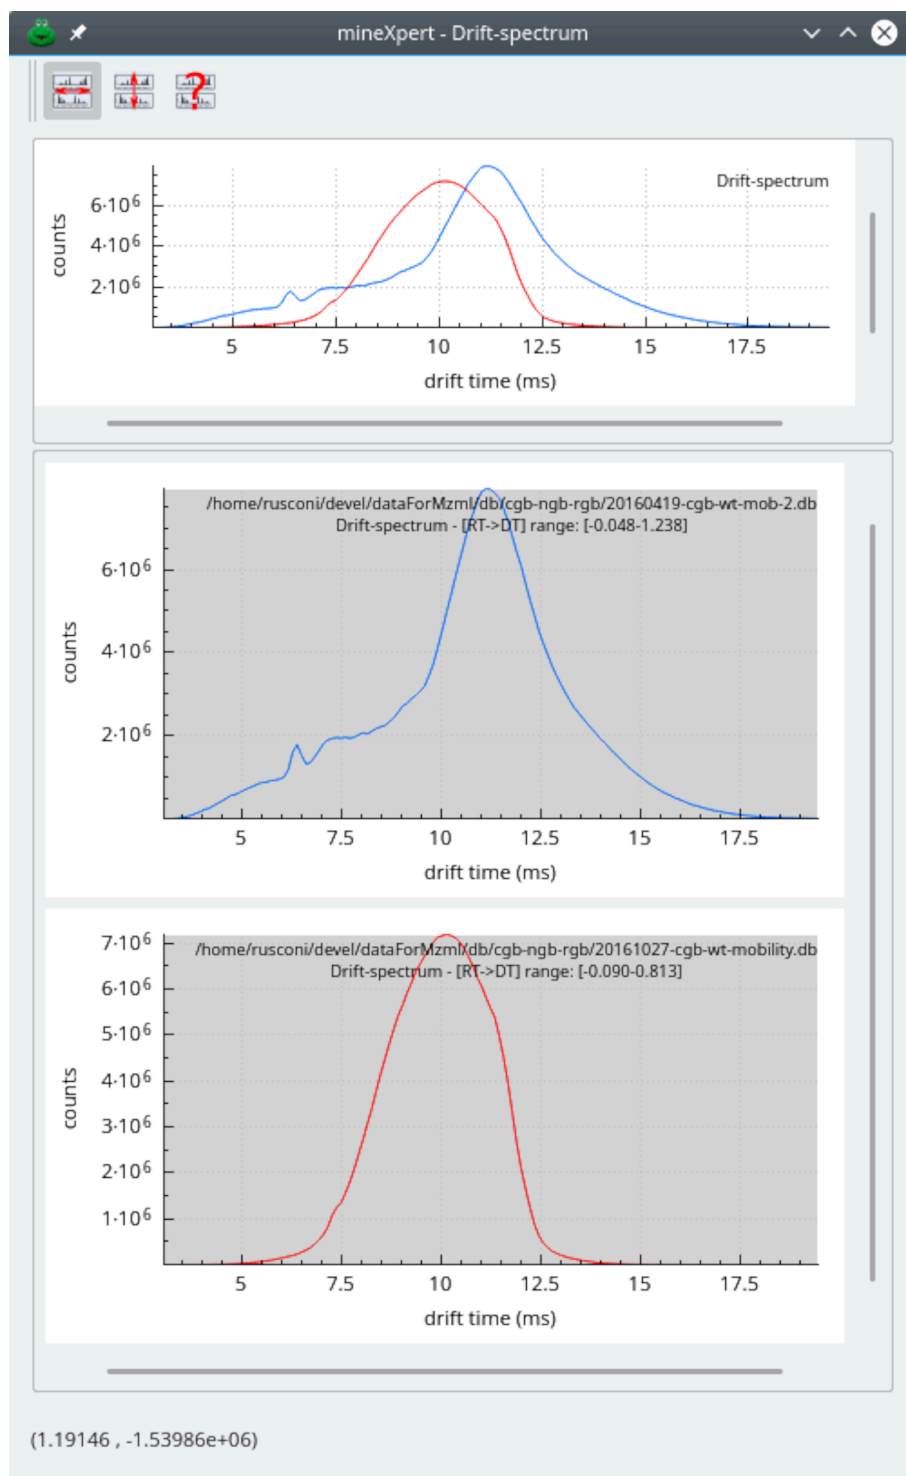 mineXpert - Drift-spectrum
?
Drift-spectrum
counts
6·10⁶
4·10⁶
2·10⁶
5 7.5 10 12.5 15 17.5
drift time (ms)
/home/rusconi/devel/dataForMzml/db/cgb-ngb-rgb/20160419-cgb-wt-mob-2.db
Drift-spectrum - [RT->DT] range: [-0.048-1.238]
counts
6·10⁶
4·10⁶
2·10⁶
5 7.5 10 12.5 15 17.5
drift time (ms)
/home/rusconi/devel/dataForMzml/db/cgb-ngb-rgb/20161027-cgb-wt-mobility.db
Drift-spectrum - [RT->DT] range: [-0.090-0.813]
counts
7·10⁶
6·10⁶
5·10⁶
4·10⁶
3·10⁶
2·10⁶
1·10⁶
5 7.5 10 12.5 15 17.5
drift time (ms)
(1.19146 , -1.53986e+06)